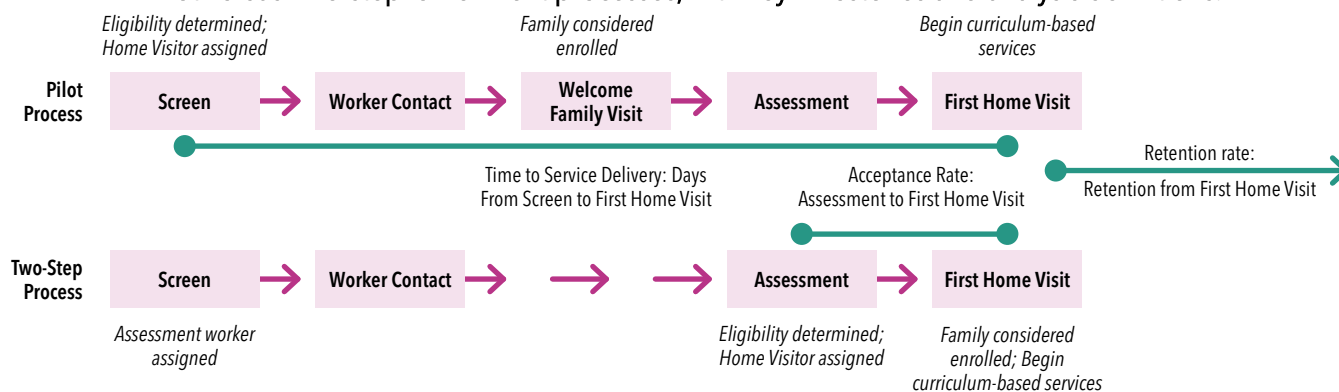 Eligibility determined;
Home Visitor assigned
Family considered
enrolled
Begin curriculum-based
services
Pilot
Process
Screen
Worker Contact
Welcome
Family Visit
Assessment
First Home Visit
Time to Service Delivery: Days
From Screen to First Home Visit
Acceptance Rate:
Assessment to First Home Visit
Retention rate:
Retention from First Home Visit
Two-Step
Process
Screen
Worker Contact
Assessment
First Home Visit
Assessment worker
assigned
Eligibility determined;
Home Visitor assigned
Family considered
enrolled; Begin
curriculum-based services